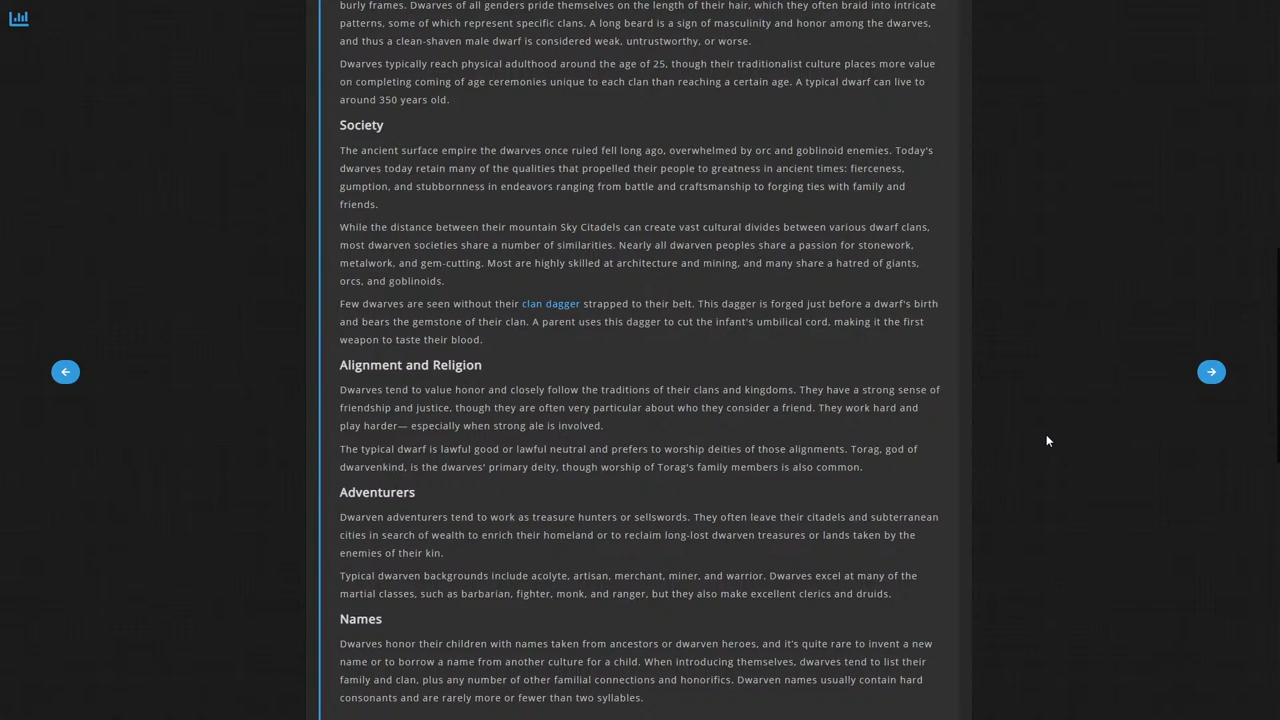 burly frames. Dwarves of all genders pride themselves on the length of their hair, which they often braid into intricate
patterns, some of which represent specific clans. A long beard is a sign of masculinity and honor among the dwarves,
and thus a clean-shaven male dwarf is considered weak, untrustworthy, or worse.
Dwarves typically reach physical adulthood around the age of 25, though their traditionalist culture places more value
on completing coming of age ceremonies unique to each clan than reaching a certain age. A typical dwarf can live to
around 350 years old.
Society
The ancient surface empire the dwarves once ruled fell long ago, overwhelmed by orc and goblinoid enemies. Today's
dwarves today retain many of the qualities that propelled their people to greatness in ancient times: fierceness,
gumption, and stubbornness in endeavors ranging from battle and craftsmanship to forging ties with family and
friends.
While the distance between their mountain Sky Citadels can create vast cultural divides between various dwarf clans,
most dwarven societies share a number of similarities. Nearly all dwarven peoples share a passion for stonework,
metalwork, and gem-cutting. Most are highly skilled at architecture and mining, and many share a hatred of giants,
orcs, and goblinoids.
Few dwarves are seen without their clan dagger strapped to their belt. This dagger is forged just before a dwarf's birth
and bears the gemstone of their clan. A parent uses this dagger to cut the infant's umbilical cord, making it the first
weapon to taste their blood.
Alignment and Religion
Dwarves tend to value honor and closely follow the traditions of their clans and kingdoms. They have a strong sense of
friendship and justice, though they are often very particular about who they consider a friend. They work hard and
play harder— especially when strong ale is involved.
The typical dwarf is lawful good or lawful neutral and prefers to worship deities of those alignments. Torag, god of
dwarvenkind, is the dwarves' primary deity, though worship of Torag's family members is also common.
Adventurers
Dwarven adventurers tend to work as treasure hunters or sellswords. They often leave their citadels and subterranean
cities in search of wealth to enrich their homeland or to reclaim long-lost dwarven treasures or lands taken by the
enemies of their kin.
Typical dwarven backgrounds include acolyte, artisan, merchant, miner, and warrior. Dwarves excel at many of the
martial classes, such as barbarian, fighter, monk, and ranger, but they also make excellent clerics and druids.
Names
Dwarves honor their children with names taken from ancestors or dwarven heroes, and it's quite rare to invent a new
name or to borrow a name from another culture for a child. When introducing themselves, dwarves tend to list their
family and clan, plus any number of other familial connections and honorifics. Dwarven names usually contain hard
consonants and are rarely more or fewer than two syllables.